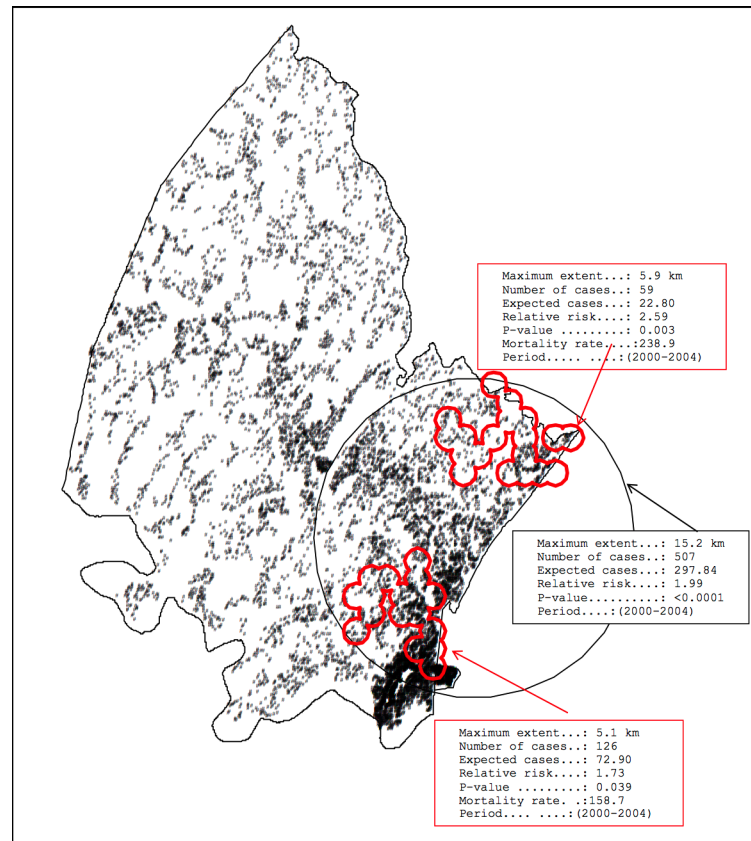 Maximum extent...: 5.9 km
Number of cases..: 59
Expected cases...: 22.80
Relative risk....: 2.59
P-value .........: 0.003
Mortality rate....:238.9
Period..... ....:(2000-2004)
Maximum extent...: 15.2 km
Number of cases..: 507
Expected cases...: 297.84
Relative risk....: 1.99
P-value..........: <0.0001
Period....:(2000-2004)
Maximum extent...: 5.1 km
Number of cases..: 126
Expected cases...: 72.90
Relative risk....: 1.73
P-value .........: 0.039
Mortality rate. .:158.7
Period.... ....:(2000-2004)